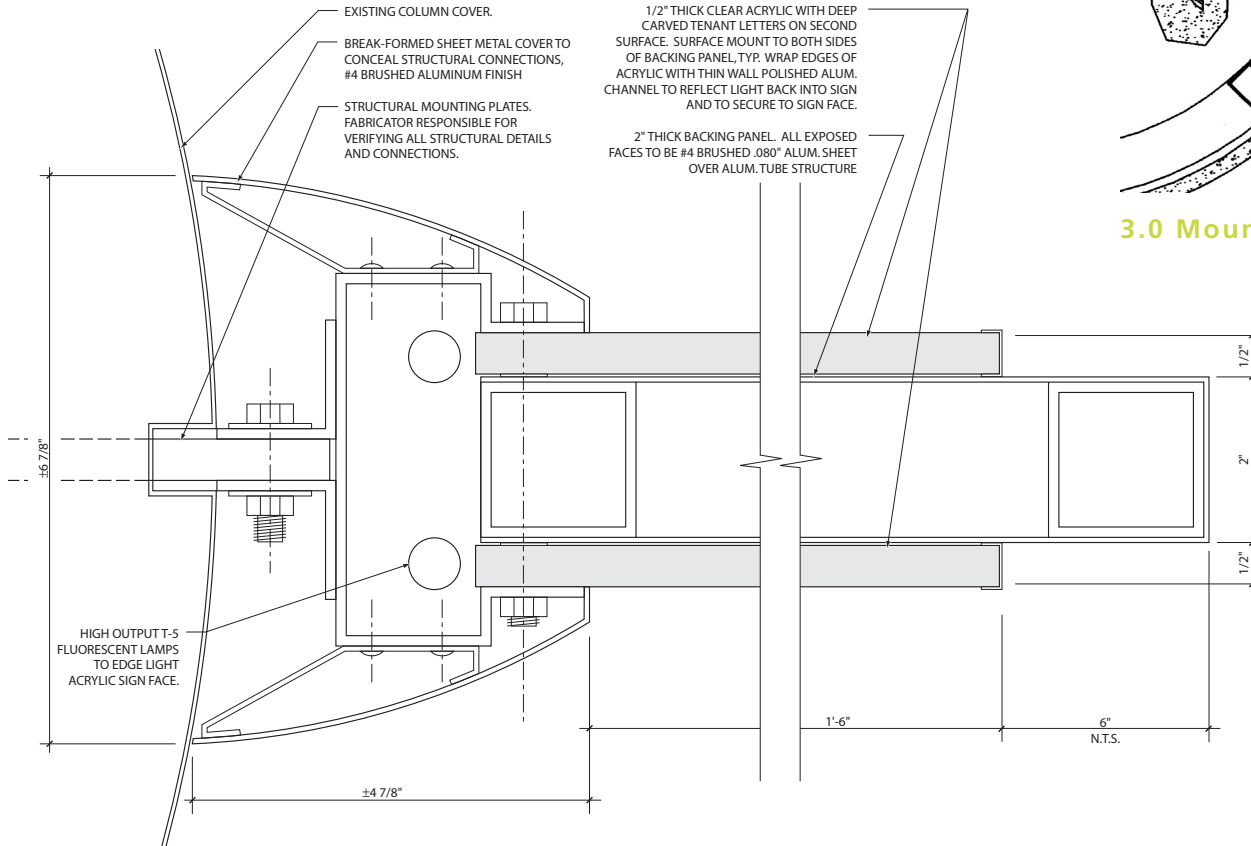 EXISTING COLUMN COVER.
BREAK-FORMED SHEET METAL COVER TO
CONCEAL STRUCTURAL CONNECTIONS,
#4 BRUSHED ALUMINUM FINISH
STRUCTURAL MOUNTING PLATES.
FABRICATOR RESPONSIBLE FOR
VERIFYING ALL STRUCTURAL DETAILS
AND CONNECTIONS.
1/2" THICK CLEAR ACRYLIC WITH DEEP
CARVED TENANT LETTERS ON SECOND
SURFACE. SURFACE MOUNT TO BOTH SIDES
OF BACKING PANEL, TYP. WRAP EDGES OF
ACRYLIC WITH THIN WALL POLISHED ALUM.
CHANNEL TO REFLECT LIGHT BACK INTO SIGN
AND TO SECURE TO SIGN FACE.
2" THICK BACKING PANEL. ALL EXPOSED
FACES TO BE #4 BRUSHED .080" ALUM. SHEET
OVER ALUM. TUBE STRUCTURE
3.0 Moun
1/2"
±6 7/8"
2"
1/2"
HIGH OUTPUT T-5
FLUORESCENT LAMPS
TO EDGE LIGHT
ACRYLIC SIGN FACE.
1'-6"
6"
N.T.S.
±4 7/8"